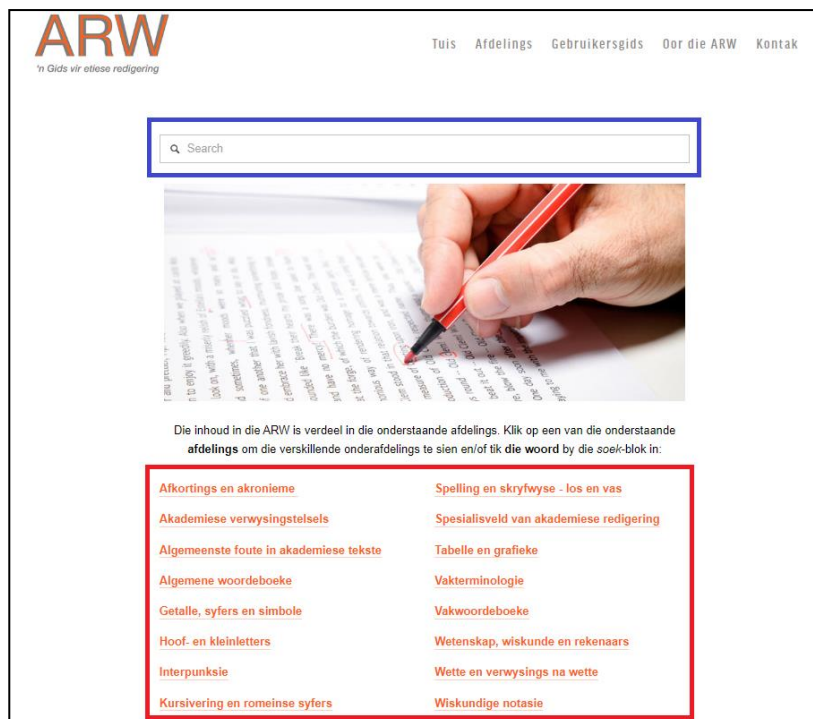 ARW
'n Gids vir etiese redigering
Tuis Afdelings Gebruikersgids Oor die ARW Kontak
Search
Die inhoud in die ARW is verdeel in die onderstaande afdelings. Klik op een van die onderstaande
afdelings om die verskillende onderafdelings te sien en/of tik die woord by die soek-blok in:
Afkortings en akronieme
Akademiese verwysingstelsels
Algemeenste foute in akademiese tekste
Algemene woordeboeke
Getalle, syfers en simbole
Hoof- en kleinletters
Interpunksie
Kursivering en romeinse syfers
Spelling en skryfwyse - los en vas
Spesialisveld van akademiese redigering
Tabelle en grafieke
Vakterminologie
Vakwoordeboeke
Wetenskap, wiskunde en rekenaars
Wette en verwysings na wette
Wiskundige notasie